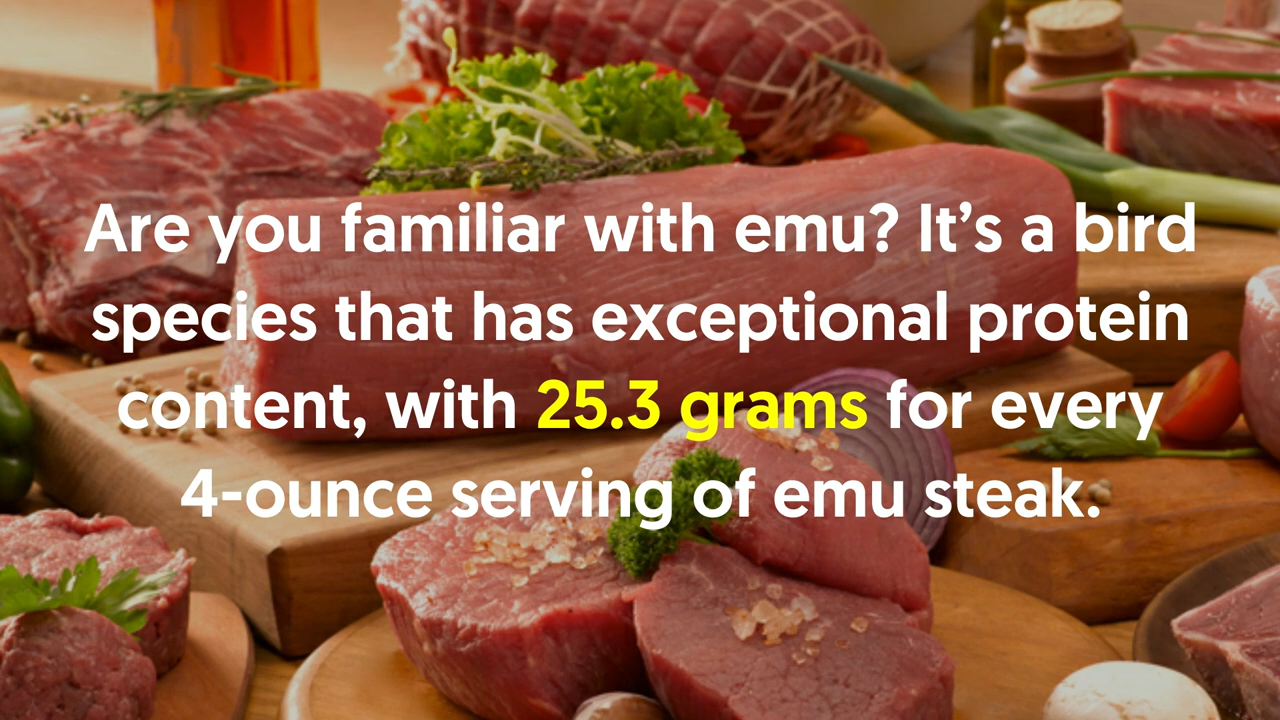 Are you familiar with emu? It’s a bird
species that has exceptional protein
content, with 25.3 grams for every
4-ounce serving of emu steak.